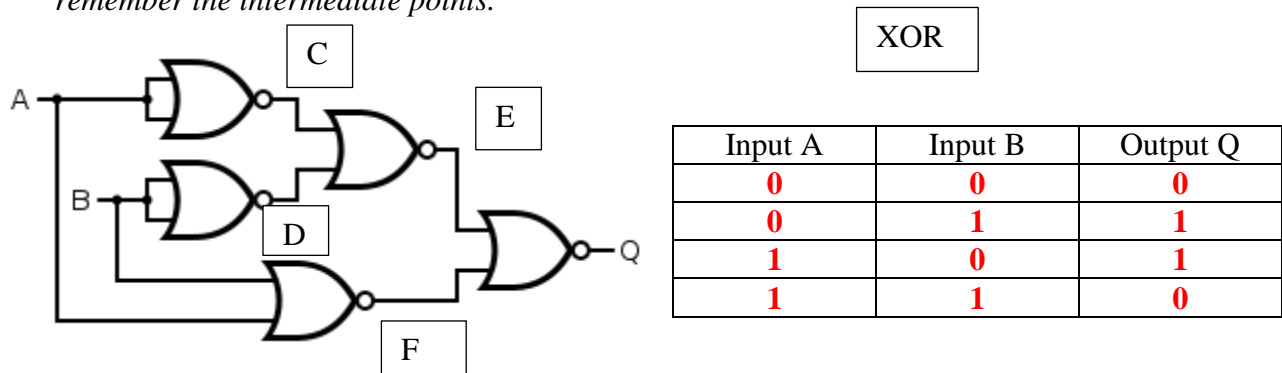 remember the intermediate points.
XOR
C
A
E
B
D
F
Q
Input A Input B Output Q
0 0 0
0 1 1
1 0 1
1 1 0